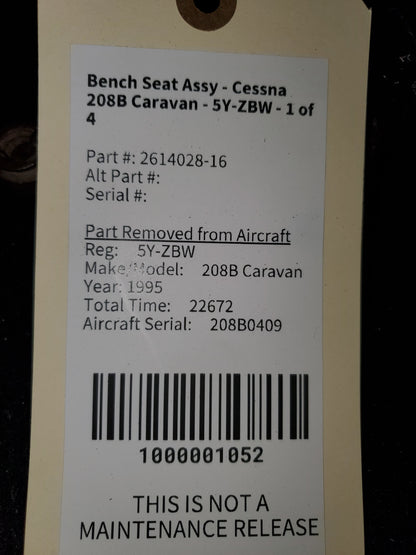 Bench Seat Assy - Cessna
208B Caravan - 5Y-ZBW - 1 of
4
Part #: 2614028-16
Alt Part #:
Serial #:
Part Removed from Aircraft
Reg: 5Y-ZBW
Make/Model: 208B Caravan
Year: 1995
Total Time: 22672
Aircraft Serial: 208B0409
1000001052
THIS IS NOT A
MAINTENANCE RELEASE